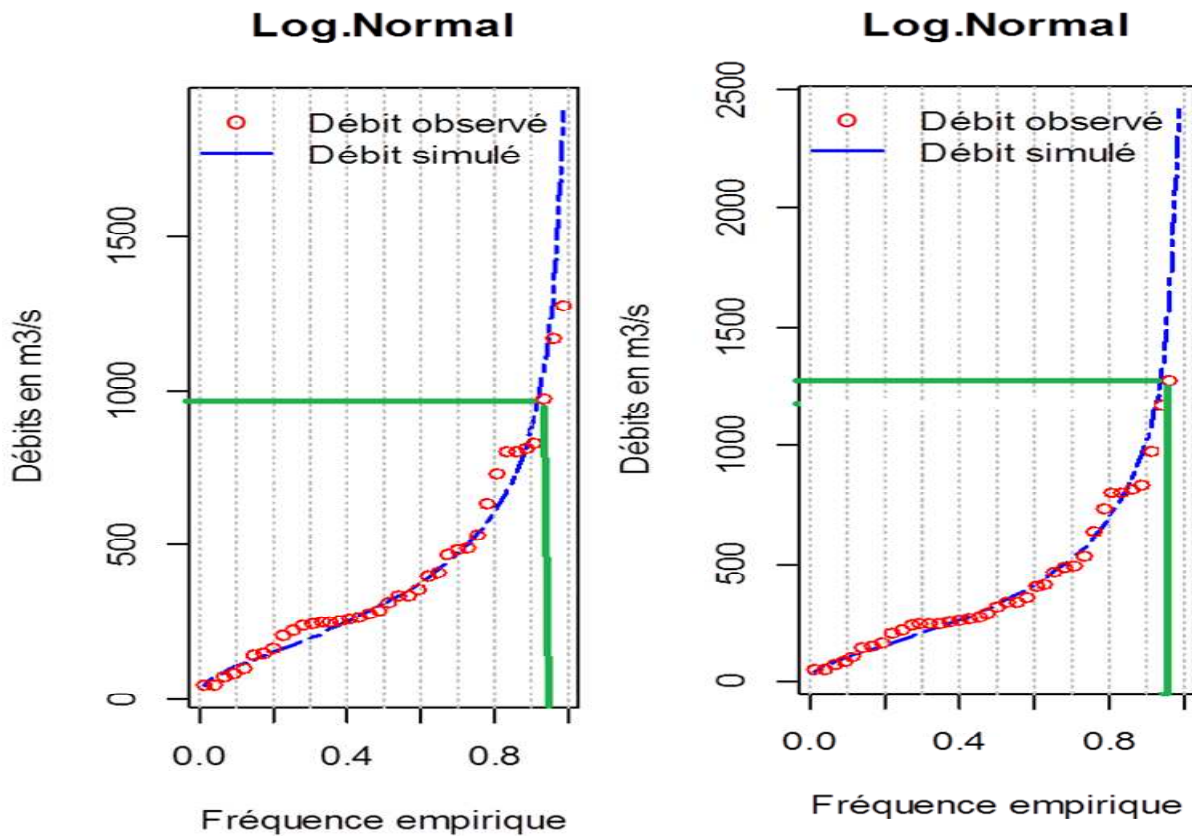 Log.Normal
Débit observé
Débit simulé
Débits en m3/s
1500
1000
500
0
0.0 0.4 0.8
Fréquence empirique
Log.Normal
Débit observé
Débit simulé
Débits en m3/s
2500
2000
1500
1000
500
0
0.0 0.4 0.8
Fréquence empirique